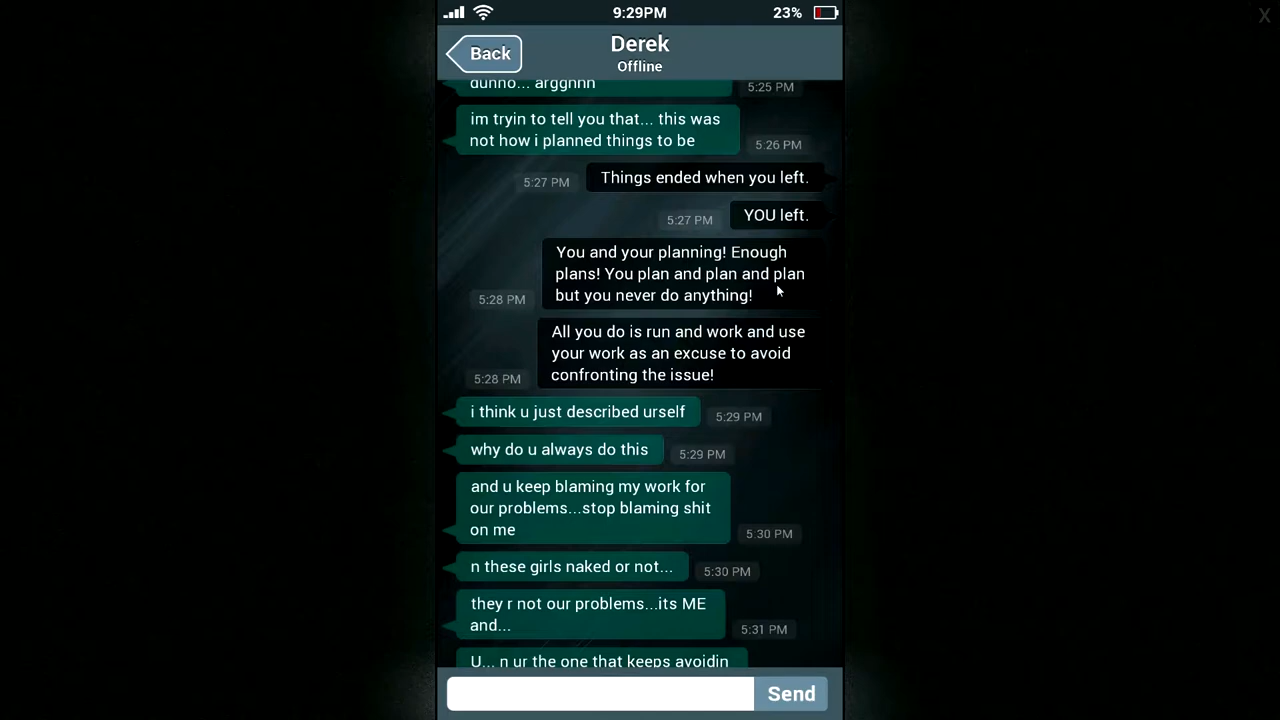 9:29PM
23%
X
Back
Derek
Offline
dunno... argghhh
5:25 PM
im tryin to tell you that... this was
not how i planned things to be
5:26 PM
Things ended when you left.
5:27 PM
YOU left.
5:27 PM
You and your planning! Enough
plans! You plan and plan and plan
but you never do anything!
5:28 PM
All you do is run and work and use
your work as an excuse to avoid
confronting the issue!
5:28 PM
i think u just described urself
5:29 PM
why do u always do this
5:29 PM
and u keep blaming my work for
our problems...stop blaming shit
on me
5:30 PM
n these girls naked or not...
5:30 PM
they r not our problems...its ME
and...
5:31 PM
U... n ur the one that keeps avoidin
Send